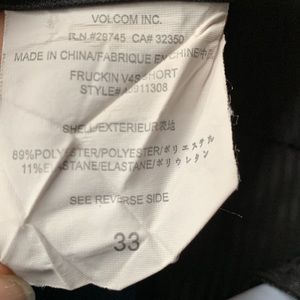 VOLCOM INC.
R.N #29745 CA# 32350
MADE IN CHINA/FABRIQUE EN CHINE/中国
FRUCKIN V4S SHORT
STYLE#
SHELL/EXTERIEUR/表地
89%POLYESTER/POLYESTER/ポリエステル
11%ELASTANE/ELASTANE/ポリウレタン
SEE REVERSE SIDE
33